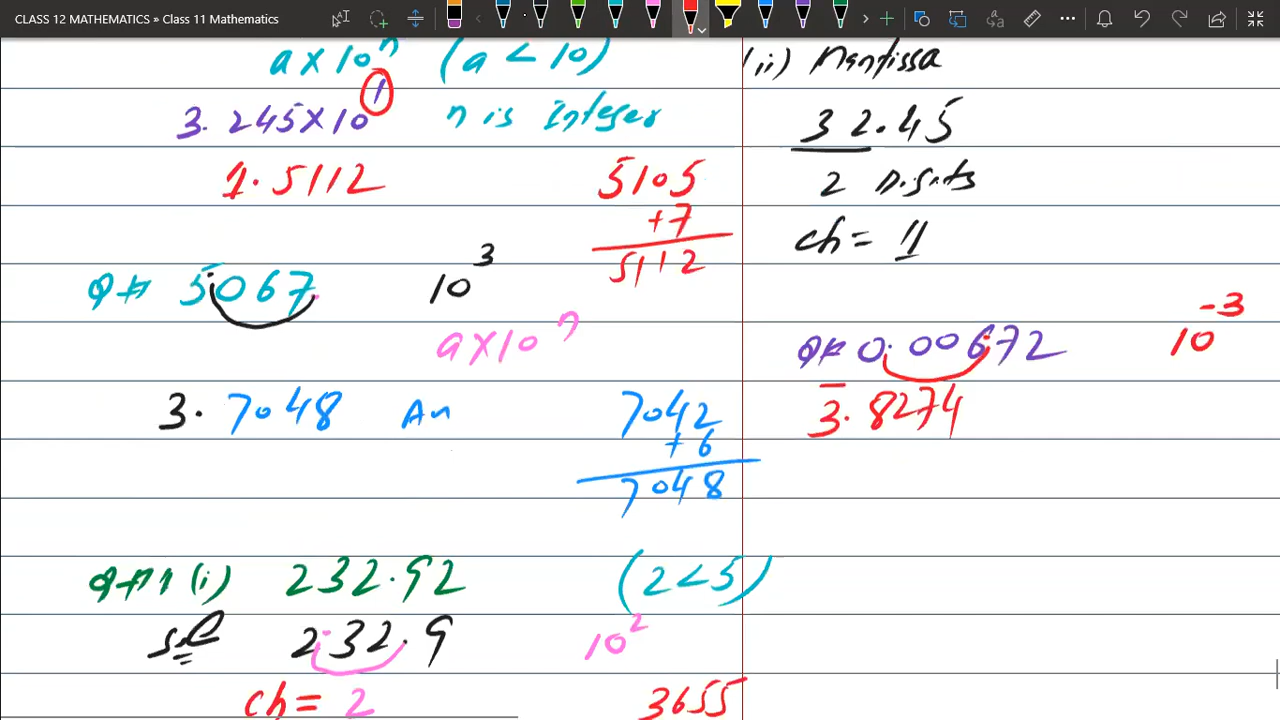 CLASS 12 MATHEMATICS » Class 11 Mathematics
a×10ⁿ (a < 10)
3.245×10¹ n is Integer
1.5112
5105
+7
5112
Q# 5067 10³
a×10ⁿ
3.7048 An
7042
+6
7048
Q#1 (i) 232.92 (2<5)
Sol 232.9 10²
ch = 2 3655
(ii) Mantissa
32.45
2 Digits
ch = 1
Q# 0.00672 10⁻³
3̅.8274